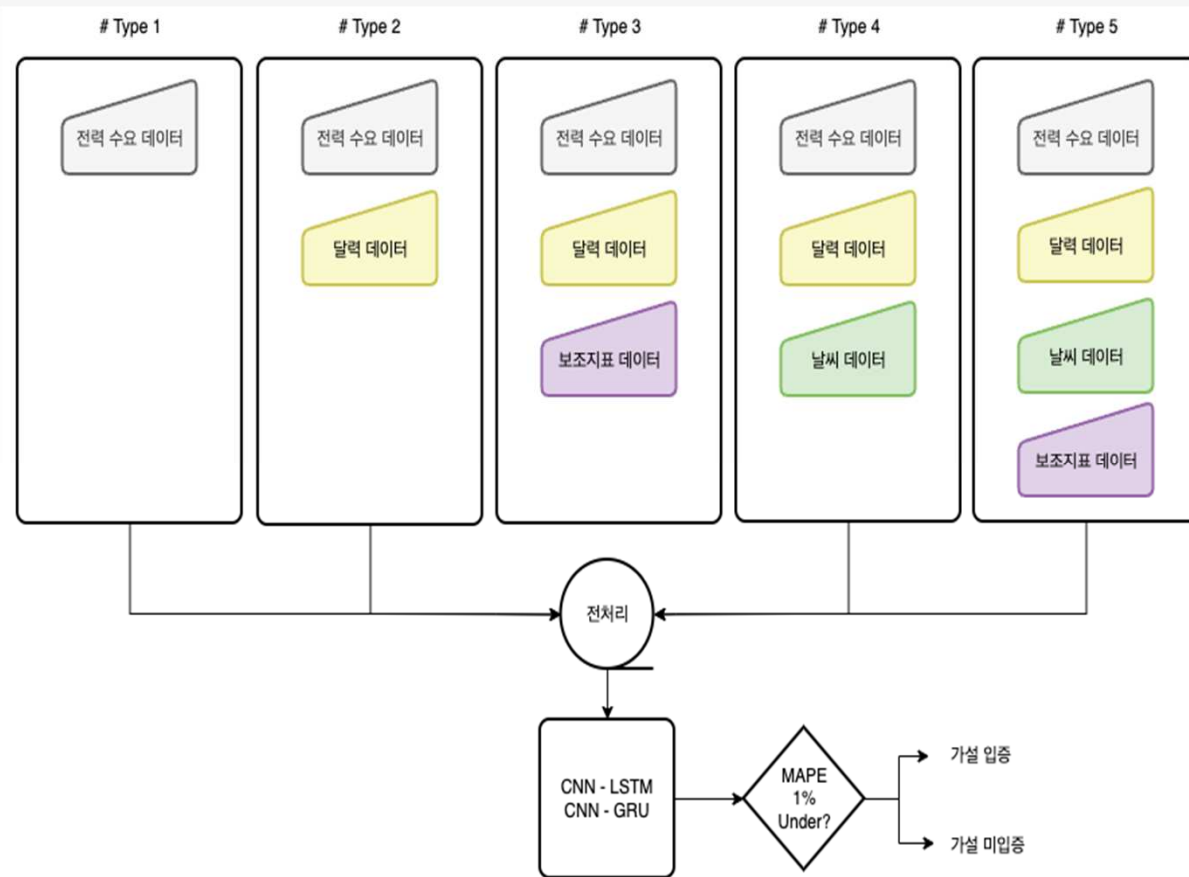 # Type 1
# Type 2
# Type 3
# Type 4
# Type 5
전력 수요 데이터
전력 수요 데이터
전력 수요 데이터
전력 수요 데이터
전력 수요 데이터
달력 데이터
달력 데이터
달력 데이터
달력 데이터
보조지표 데이터
날씨 데이터
날씨 데이터
보조지표 데이터
전처리
CNN - LSTM
CNN - GRU
MAPE
1%
Under?
가설 입증
가설 미입증